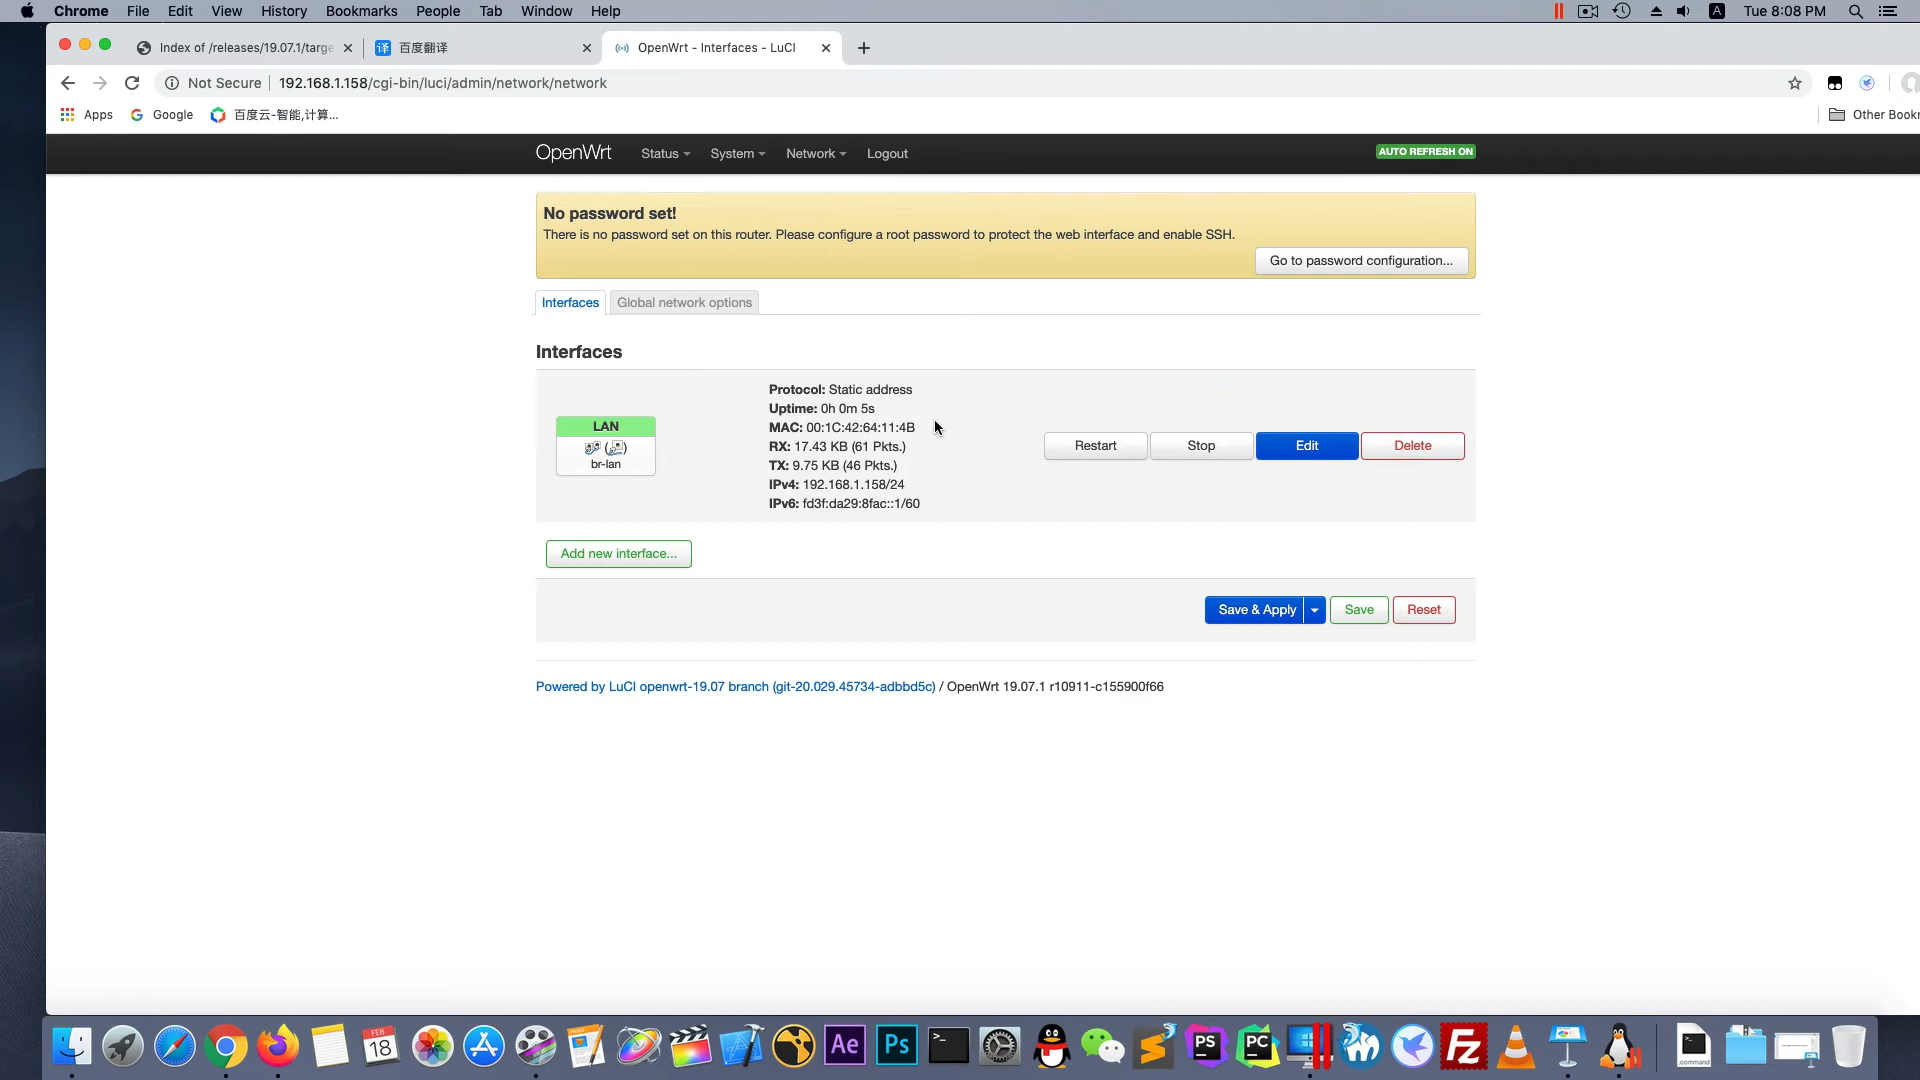 Chrome File Edit View History Bookmarks People Tab Window Help
A Tue 8:08 PM
Index of /releases/19.07.1/targe
译 百度翻译
OpenWrt - Interfaces - LuCI
Not Secure 192.168.1.158/cgi-bin/luci/admin/network/network
Apps Google 百度云-智能,计算...
Other Bookr
OpenWrt Status System Network Logout
AUTO REFRESH ON
No password set!
There is no password set on this router. Please configure a root password to protect the web interface and enable SSH.
Go to password configuration...
Interfaces Global network options
Interfaces
LAN
br-lan
Protocol: Static address
Uptime: 0h 0m 5s
MAC: 00:1C:42:64:11:4B
RX: 17.43 KB (61 Pkts.)
TX: 9.75 KB (46 Pkts.)
IPv4: 192.168.1.158/24
IPv6: fd3f:da29:8fac::1/60
Restart Stop Edit Delete
Add new interface...
Save & Apply Save Reset
Powered by LuCI openwrt-19.07 branch (git-20.029.45734-adbbd5c) / OpenWrt 19.07.1 r10911-c155900f66
FEB
18
Ae
Ps
PS
PC
Fz
command